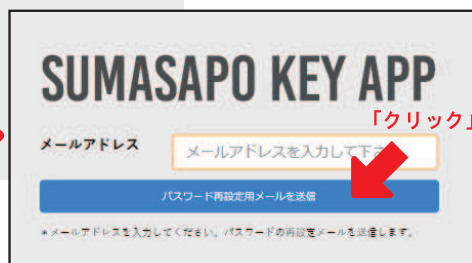 SUMASAPO KEY APP
「クリック」
メールアドレス
メールアドレスを入力して下さ
パスワード再設定用メールを送信
*メールアドレスを入力してください。パスワードの再設定メールを送信します。